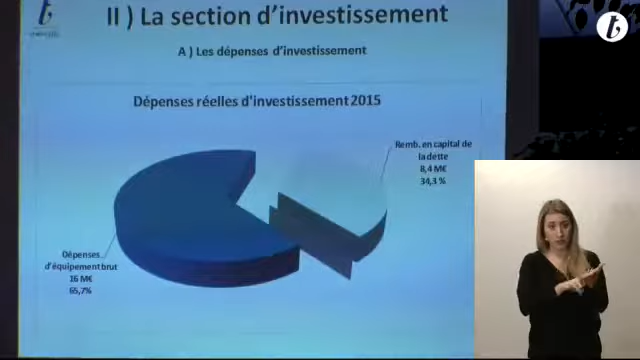 II ) La section d'investissement
A ) Les dépenses d'investissement
Dépenses réelles d'investissement 2015
Remb. en capital de
la dette
8,4 M€
34,3 %
Dépenses
d'équipement brut
16 M€
65,7%
t
t